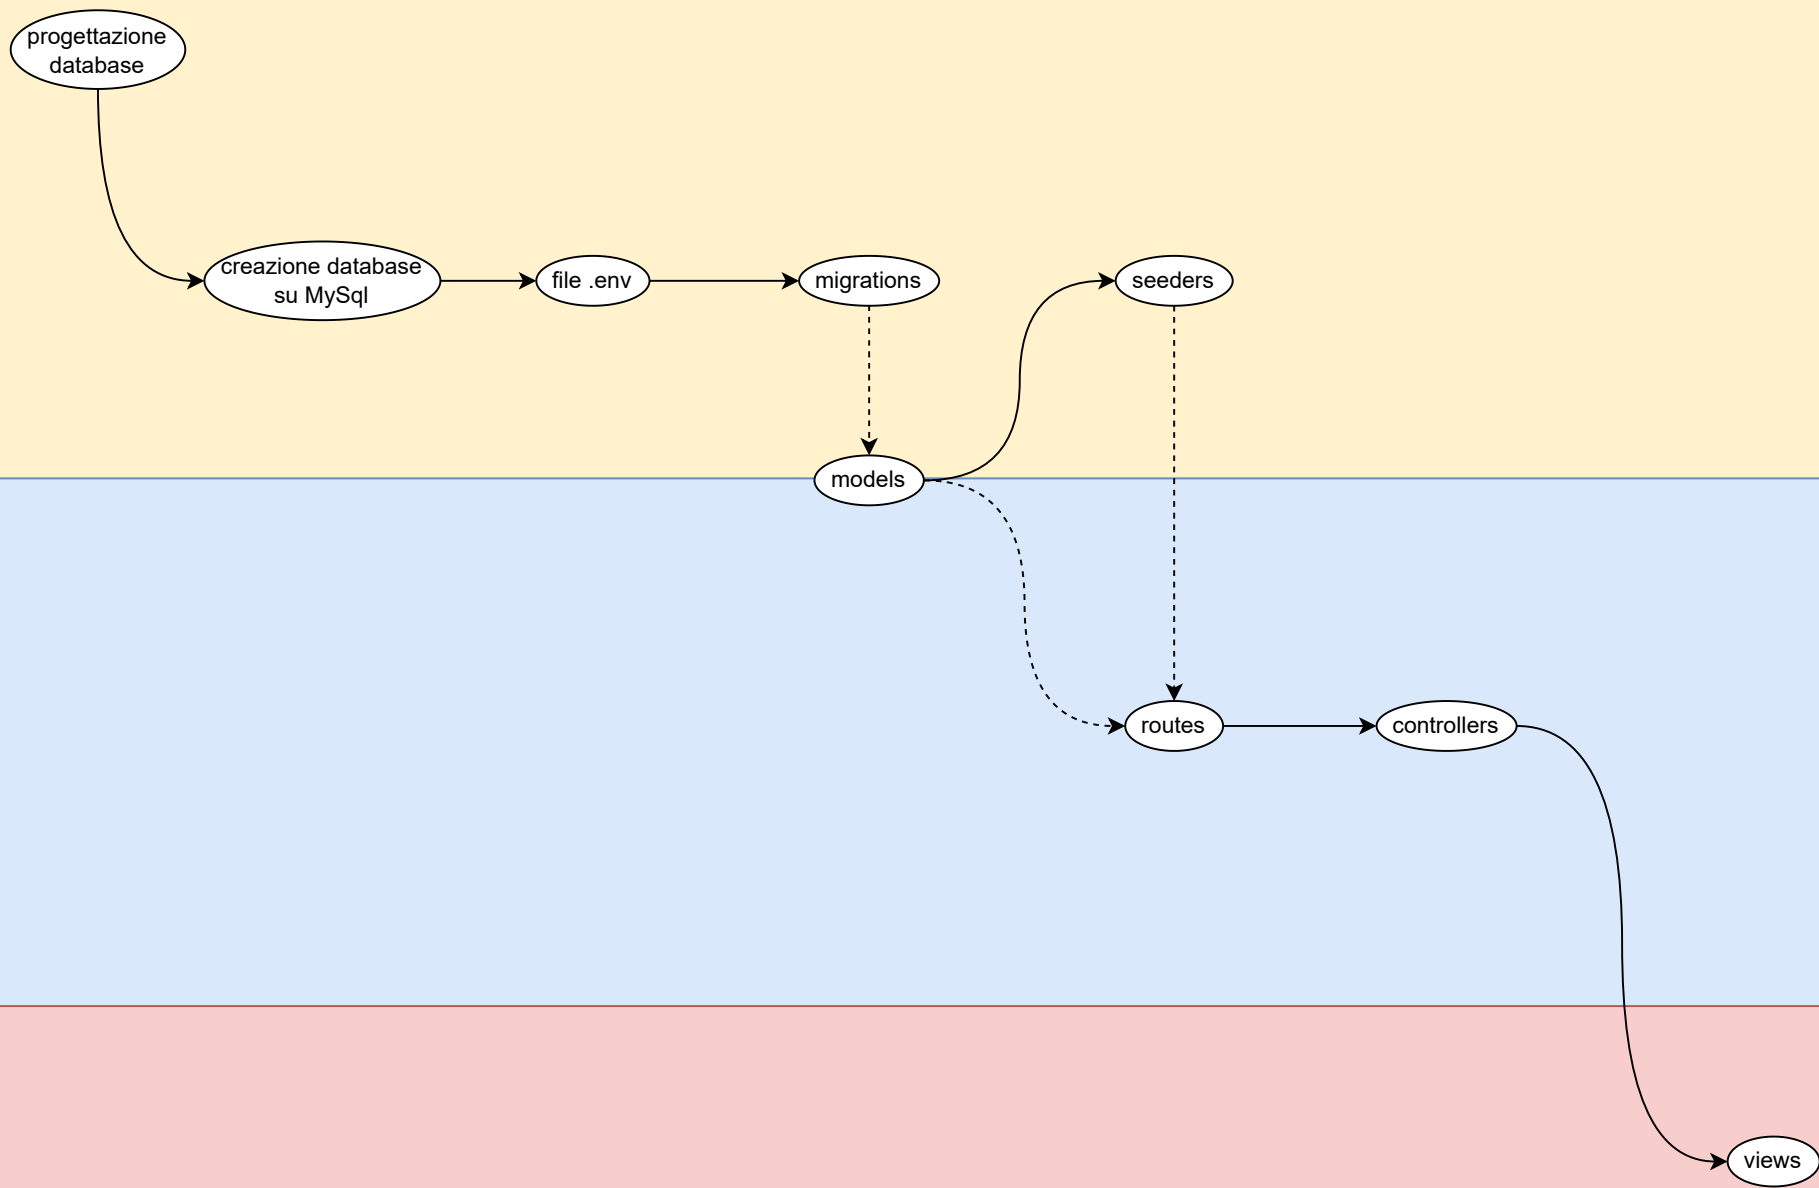 progettazione
database
creazione database
su MySql
file .env
migrations
seeders
models
routes
controllers
views